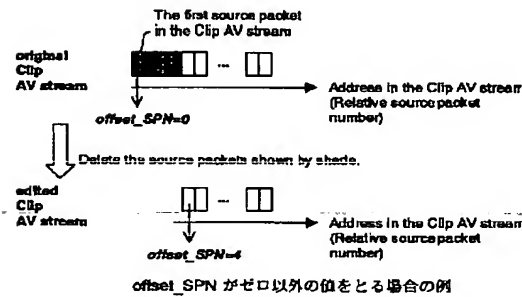 The first source packet
in the Clip AV stream
original
Clip
AV stream
...
Address in the Clip AV stream
(Relative source packet
number)
offset_SPN=0
Delete the source packets shown by shade.
edited
Clip
AV stream
...
Address in the Clip AV stream
(Relative source packet
number)
offset_SPN=4
offset_SPN がゼロ以外の値をとる場合の例